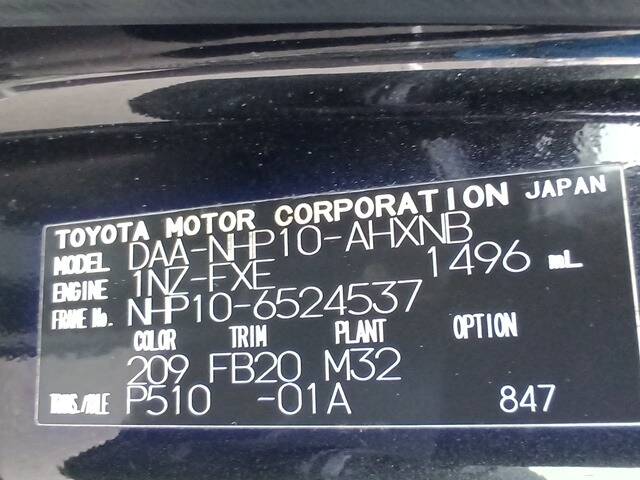 TOYOTA MOTOR CORPORATION JAPAN
MODEL DAA-NHP10-AHXNB
ENGINE 1NZ-FXE 1496 mL
FRAME No. NHP10-6524537
COLOR TRIM PLANT OPTION
209 FB20 M32
TRANS./AXLE P510 -01A 847